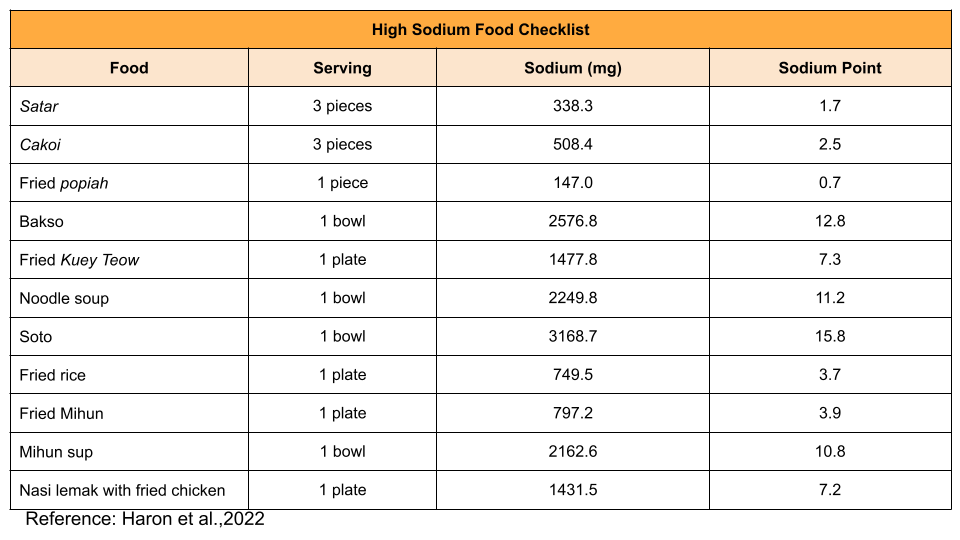 High Sodium Food Checklist
Food Serving Sodium (mg) Sodium Point
Satar 3 pieces 338.3 1.7
Cakoi 3 pieces 508.4 2.5
Fried popiah 1 piece 147.0 0.7
Bakso 1 bowl 2576.8 12.8
Fried Kuey Teow 1 plate 1477.8 7.3
Noodle soup 1 bowl 2249.8 11.2
Soto 1 bowl 3168.7 15.8
Fried rice 1 plate 749.5 3.7
Fried Mihun 1 plate 797.2 3.9
Mihun sup 1 bowl 2162.6 10.8
Nasi lemak with fried chicken 1 plate 1431.5 7.2
Reference: Haron et al.,2022